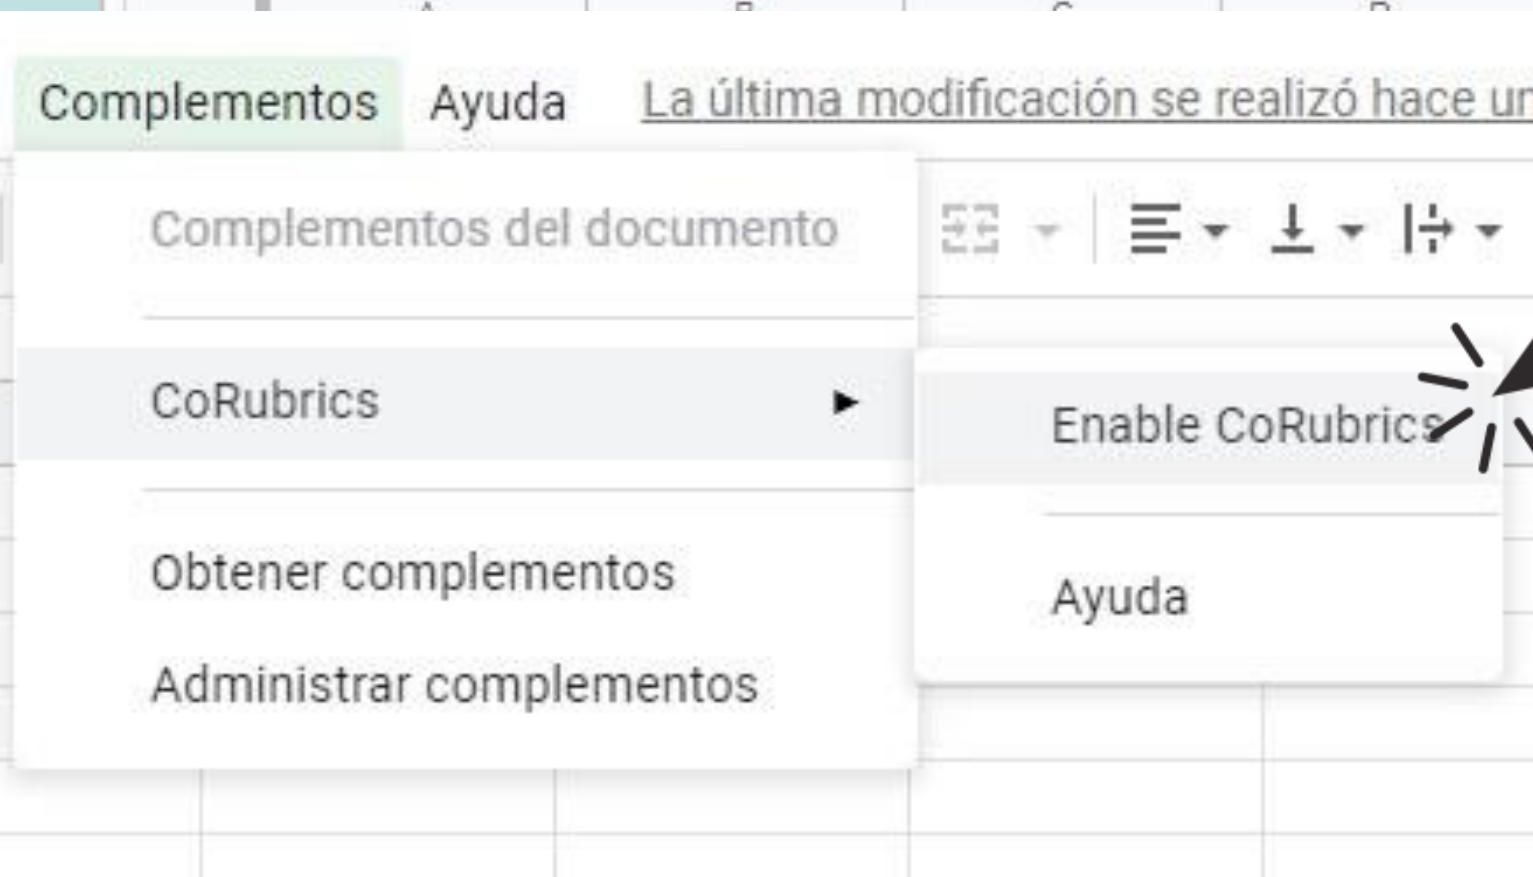 Complementos Ayuda La última modificación se realizó hace un
Complementos del documento
CoRubrics
Enable CoRubrics
Obtener complementos
Ayuda
Administrar complementos